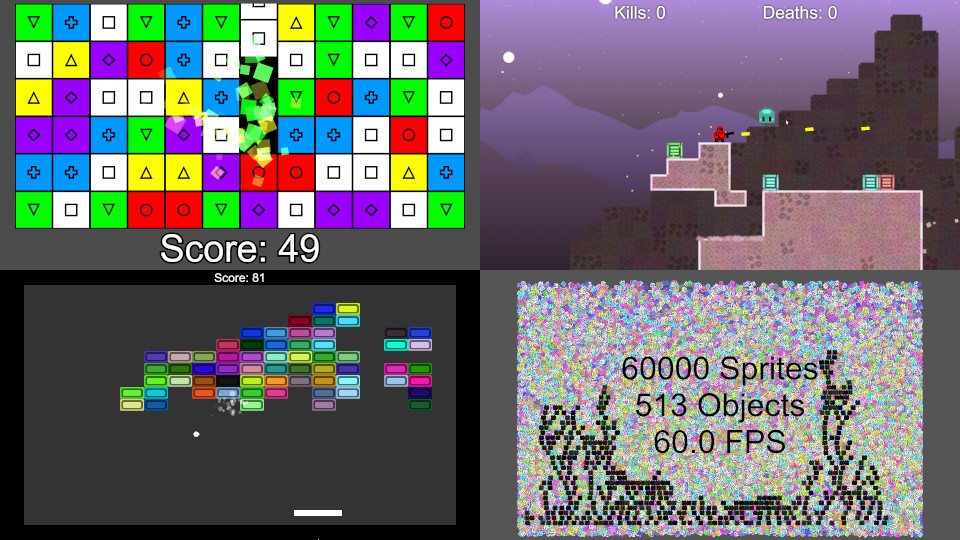 Score: 49
Kills: 0 Deaths: 0
Score: 81
60000 Sprites
513 Objects
60.0 FPS